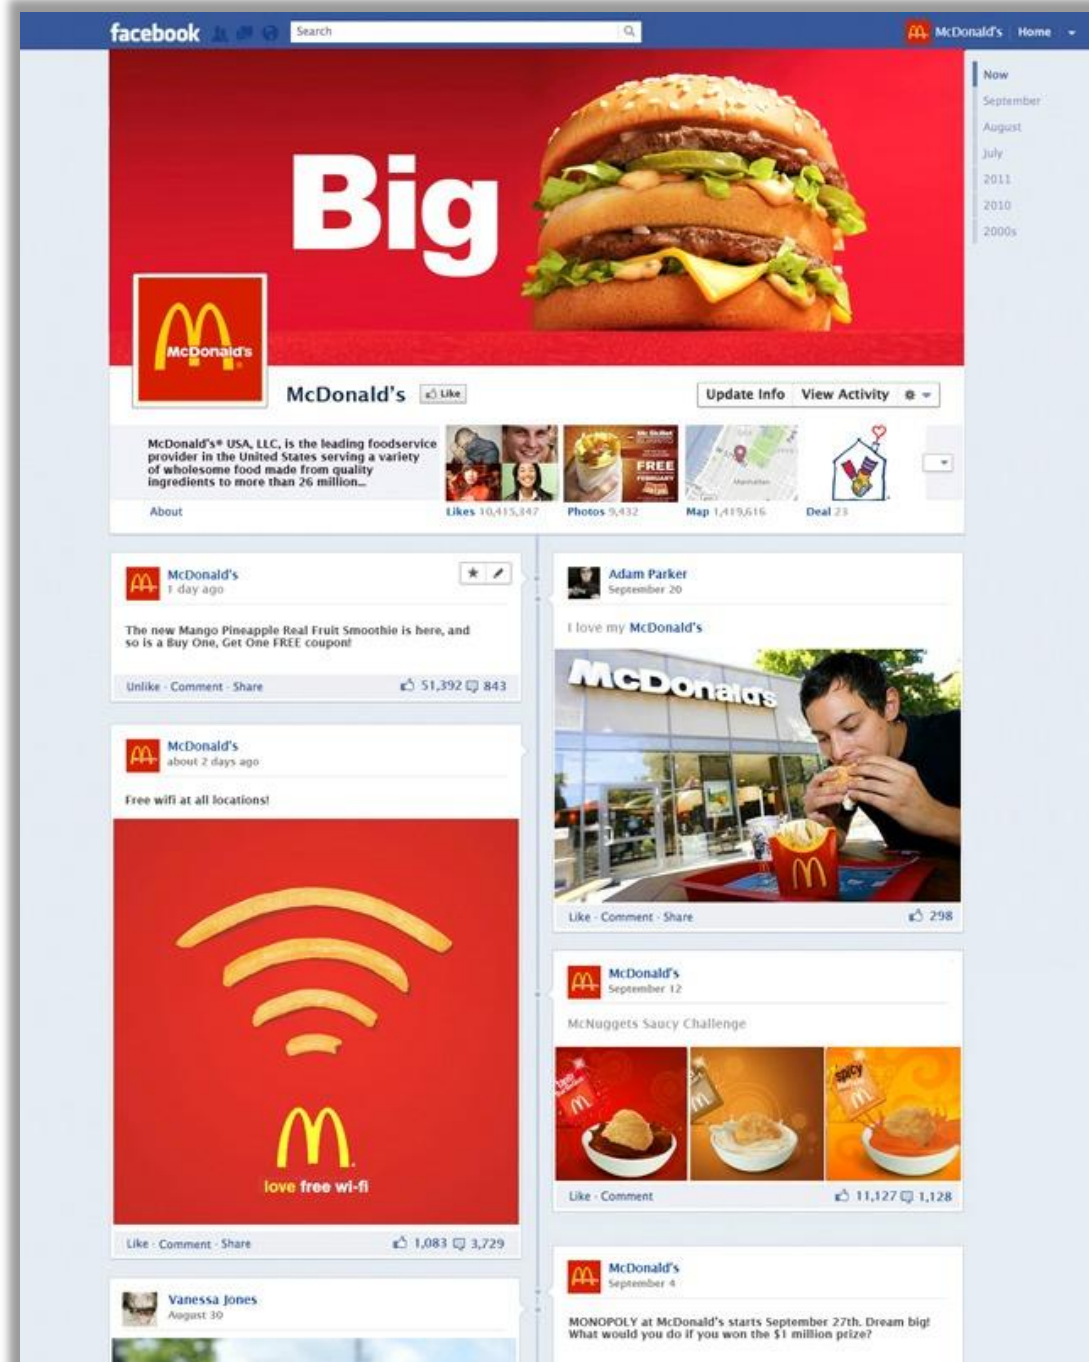 facebook
Search
McDonald's Home
Now
September
August
July
2011
2010
2000s
Big
McDonald's
McDonald's
Like
Update Info
View Activity
McDonald's® USA, LLC, is the leading foodservice
provider in the United States serving a variety
of wholesome food made from quality
ingredients to more than 26 million...
About
FREE
FEBRUARY
Manhattan
Likes 10,415,347
Photos 9,432
Map 1,419,616
Deal 23
McDonald's
1 day ago
The new Mango Pineapple Real Fruit Smoothie is here, and
so is a Buy One, Get One FREE coupon!
Unlike · Comment · Share
51,392 843
McDonald's
about 2 days ago
Free wifi at all locations!
love free wi-fi
Like · Comment · Share
1,083 3,729
Vanessa Jones
August 30
Adam Parker
September 20
I love my McDonald's
McDonald's
Like · Comment · Share
298
McDonald's
September 12
McNuggets Saucy Challenge
spicy
Like · Comment
11,127 1,128
McDonald's
September 4
MONOPOLY at McDonald's starts September 27th. Dream big!
What would you do if you won the $1 million prize?